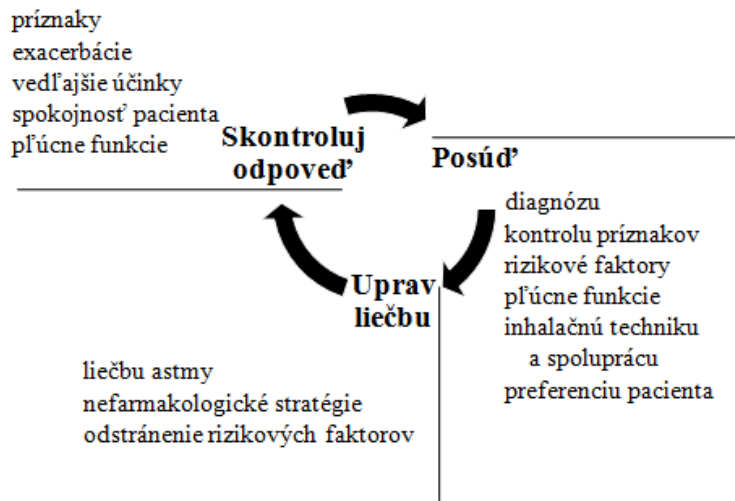 príznaky
exacerbácie
vedľajšie účinky
spokojnosť pacienta
pľúcne funkcie
Skontroluj
odpoveď
Posúď
diagnózu
kontrolu príznakov
rizikové faktory
pľúcne funkcie
inhalačnú techniku
a spoluprácu
preferenciu pacienta
Uprav
liečbu
liečbu astmy
nefarmakologické stratégie
odstránenie rizikových faktorov